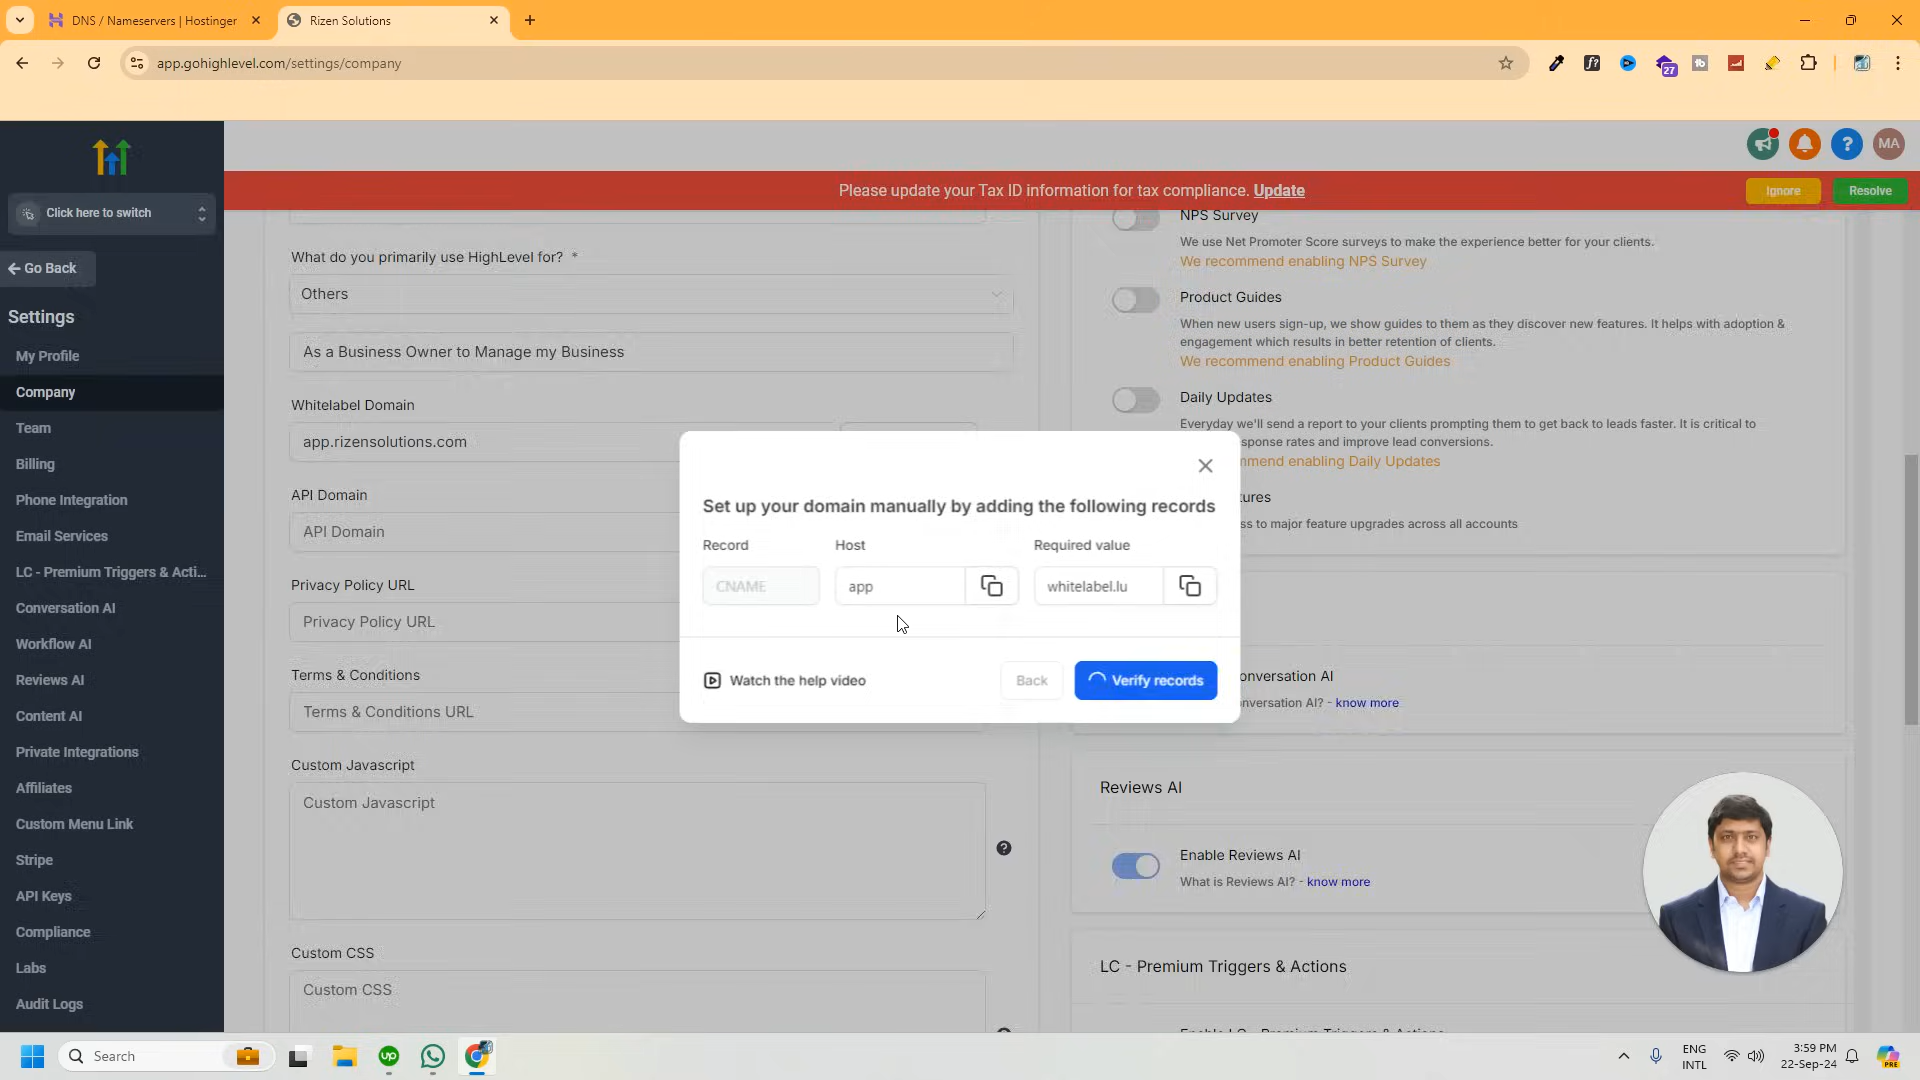 DNS / Nameservers | Hostinger
Rizen Solutions
app.gohighlevel.com/settings/company
27
Please update your Tax ID information for tax compliance. Update
Ignore
Resolve
MA
Click here to switch
Go Back
Settings
My Profile
Company
Team
Billing
Phone Integration
Email Services
LC - Premium Triggers & Acti...
Conversation AI
Workflow AI
Reviews AI
Content AI
Private Integrations
Affiliates
Custom Menu Link
Stripe
API Keys
Compliance
Labs
Audit Logs
What do you primarily use HighLevel for? *
Others
As a Business Owner to Manage my Business
Whitelabel Domain
app.rizensolutions.com
API Domain
API Domain
Privacy Policy URL
Privacy Policy URL
Terms & Conditions
Terms & Conditions URL
Custom Javascript
Custom Javascript
Custom CSS
Custom CSS
Set up your domain manually by adding the following records
Record
Host
Required value
CNAME
app
whitelabel.lu
Watch the help video
Back
Verify records
NPS Survey
We use Net Promoter Score surveys to make the experience better for your clients.
We recommend enabling NPS Survey
Product Guides
When new users sign-up, we show guides to them as they discover new features. It helps with adoption &
engagement which results in better retention of clients.
We recommend enabling Product Guides
Daily Updates
Everyday we'll send a report to your clients prompting them to get back to leads faster. It is critical to
response rates and improve lead conversions.
enabling Daily Updates
to major feature upgrades across all accounts
Conversation AI
Conversation AI? - know more
Reviews AI
Enable Reviews AI
What is Reviews AI? - know more
LC - Premium Triggers & Actions
Enable LC - Premium Triggers & Actions
Search
up
ENG
INTL
3:59 PM
22-Sep-24
PRE